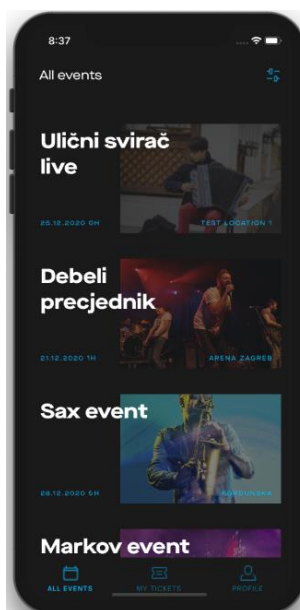 8:37
All events
Ulični svirač
live
25.12.2020 0H TEST LOCATION 1
Debeli
precjednik
21.12.2020 1H ARENA ZAGREB
Sax event
28.12.2020 5H KORDUNSKA
Markov event
ALL EVENTS MY TICKETS PROFILE